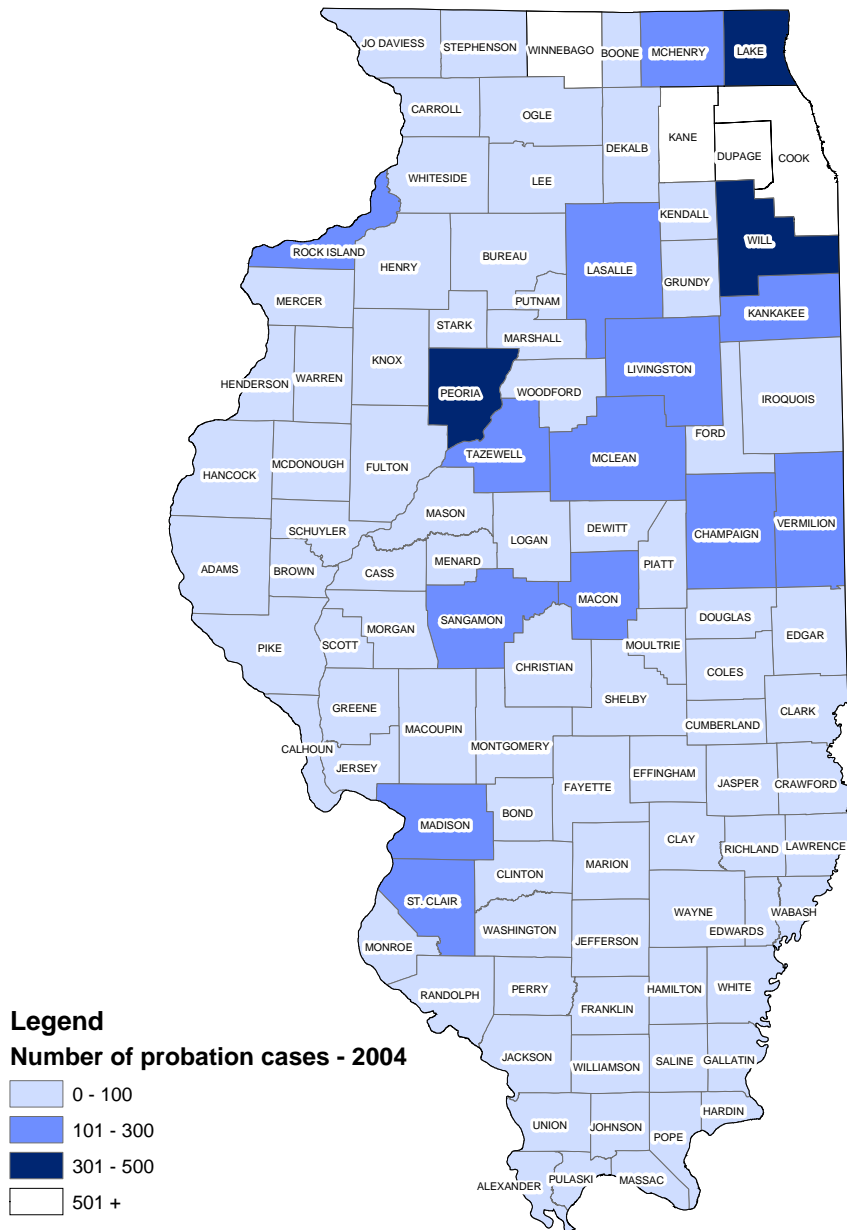 JO DAVIESS
STEPHENSON
WINNEBAGO
BOONE
MCHENRY
LAKE
CARROLL
OGLE
DEKALB
KANE
DUPAGE
COOK
WHITESIDE
LEE
KENDALL
WILL
ROCK ISLAND
HENRY
BUREAU
LASALLE
GRUNDY
MERCER
PUTNAM
KANKAKEE
STARK
MARSHALL
KNOX
HENDERSON
WARREN
PEORIA
WOODFORD
LIVINGSTON
IROQUOIS
FORD
HANCOCK
MCDONOUGH
FULTON
TAZEWELL
MCLEAN
MASON
SCHUYLER
LOGAN
DEWITT
CHAMPAIGN
VERMILION
ADAMS
BROWN
CASS
MENARD
PIATT
MACON
SANGAMON
DOUGLAS
PIKE
SCOTT
MORGAN
MOULTRIE
EDGAR
CHRISTIAN
COLES
SHELBY
GREENE
MACOUPIN
CUMBERLAND
CLARK
CALHOUN
MONTGOMERY
JERSEY
EFFINGHAM
FAYETTE
JASPER
CRAWFORD
BOND
MADISON
CLAY
RICHLAND
LAWRENCE
MARION
CLINTON
ST. CLAIR
WAYNE
WABASH
EDWARDS
WASHINGTON
JEFFERSON
MONROE
RANDOLPH
PERRY
HAMILTON
WHITE
FRANKLIN
JACKSON
WILLIAMSON
SALINE
GALLATIN
HARDIN
UNION
JOHNSON
POPE
ALEXANDER
PULASKI
MASSAC
Legend
Number of probation cases - 2004
0 - 100
101 - 300
301 - 500
501 +